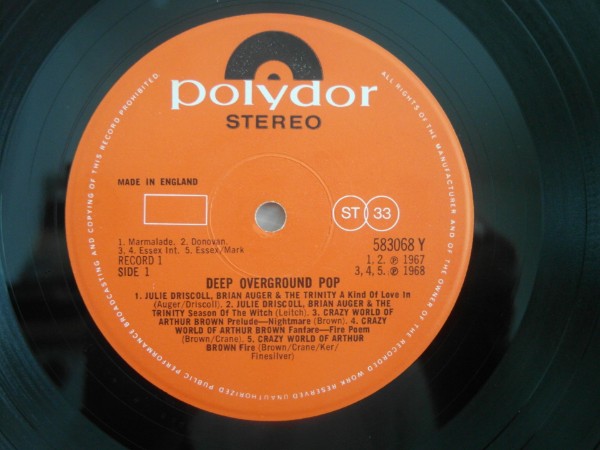 polydor
STEREO
MADE IN ENGLAND
ST 33
1. Marmalade. 2. Donovan.
3. 4. Essex Int. 5. Essex/Mark
RECORD 1
SIDE 1
583068 Y
1. 2. ℗ 1967
3, 4, 5. ℗ 1968
DEEP OVERGROUND POP
1. JULIE DRISCOLL, BRIAN AUGER & THE TRINITY A Kind Of Love In
(Auger/Driscoll). 2. JULIE DRISCOLL, BRIAN AUGER & THE
TRINITY Season Of The Witch (Leitch). 3. CRAZY WORLD OF
ARTHUR BROWN Prelude—Nightmare (Brown). 4. CRAZY
WORLD OF ARTHUR BROWN Fanfare—Fire Poem
(Brown/Crane). 5. CRAZY WORLD OF ARTHUR
BROWN Fire (Brown/Crane/Ker/
Finesilver)
ALL RIGHTS OF THE MANUFACTURER AND OF THE OWNER OF THE RECORDED WORK RESERVED UNAUTHORIZED PUBLIC PERFORMANCE BROADCASTING AND COPYING OF THIS RECORD PROHIBITED.